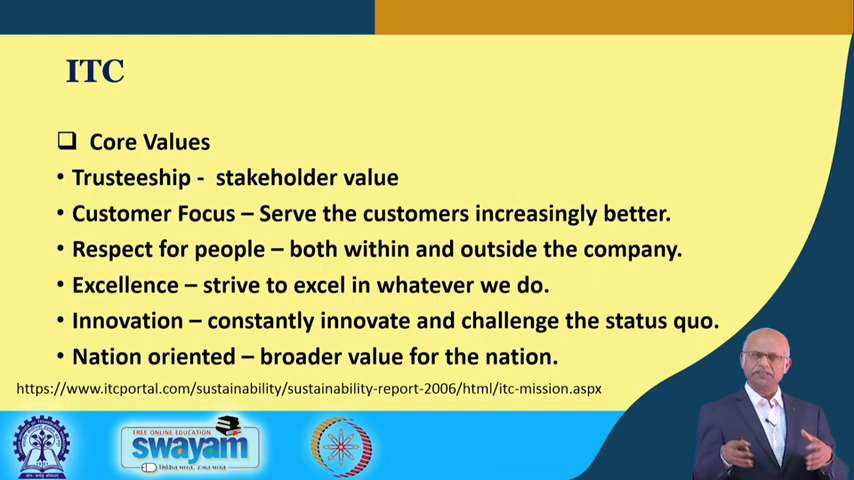 ITC
❑ Core Values
• Trusteeship - stakeholder value
• Customer Focus – Serve the customers increasingly better.
• Respect for people – both within and outside the company.
• Excellence – strive to excel in whatever we do.
• Innovation – constantly innovate and challenge the status quo.
• Nation oriented – broader value for the nation.
https://www.itcportal.com/sustainability/sustainability-report-2006/html/itc-mission.aspx
FREE ONLINE EDUCATION
swayam